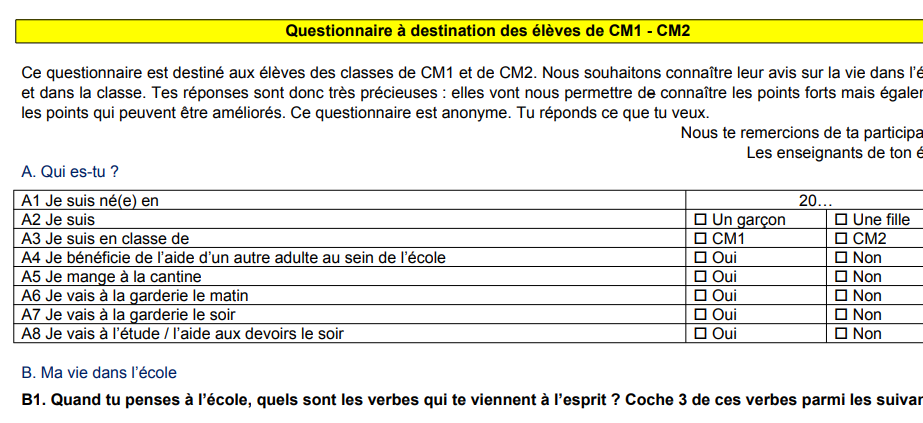 Questionnaire à destination des élèves de CM1 - CM2
Ce questionnaire est destiné aux élèves des classes de CM1 et de CM2. Nous souhaitons connaître leur avis sur la vie dans
et dans la classe. Tes réponses sont donc très précieuses : elles vont nous permettre de connaître les points forts mais
les points qui peuvent être améliorés. Ce questionnaire est anonyme. Tu réponds ce que tu veux.
Nous te remercions de ta
Les enseignants de ton
A. Qui es-tu ?
A1 Je suis né(e) en 20…
A2 Je suis ☐ Un garçon ☐ Une fille
A3 Je suis en classe de ☐ CM1 ☐ CM2
A4 Je bénéficie de l’aide d’un autre adulte au sein de l’école ☐ Oui ☐ Non
A5 Je mange à la cantine ☐ Oui ☐ Non
A6 Je vais à la garderie le matin ☐ Oui ☐ Non
A7 Je vais à la garderie le soir ☐ Oui ☐ Non
A8 Je vais à l’étude / l’aide aux devoirs le soir ☐ Oui ☐ Non
B. Ma vie dans l’école
B1. Quand tu penses à l’école, quels sont les verbes qui te viennent à l’esprit ? Coche 3 de ces verbes parmi les